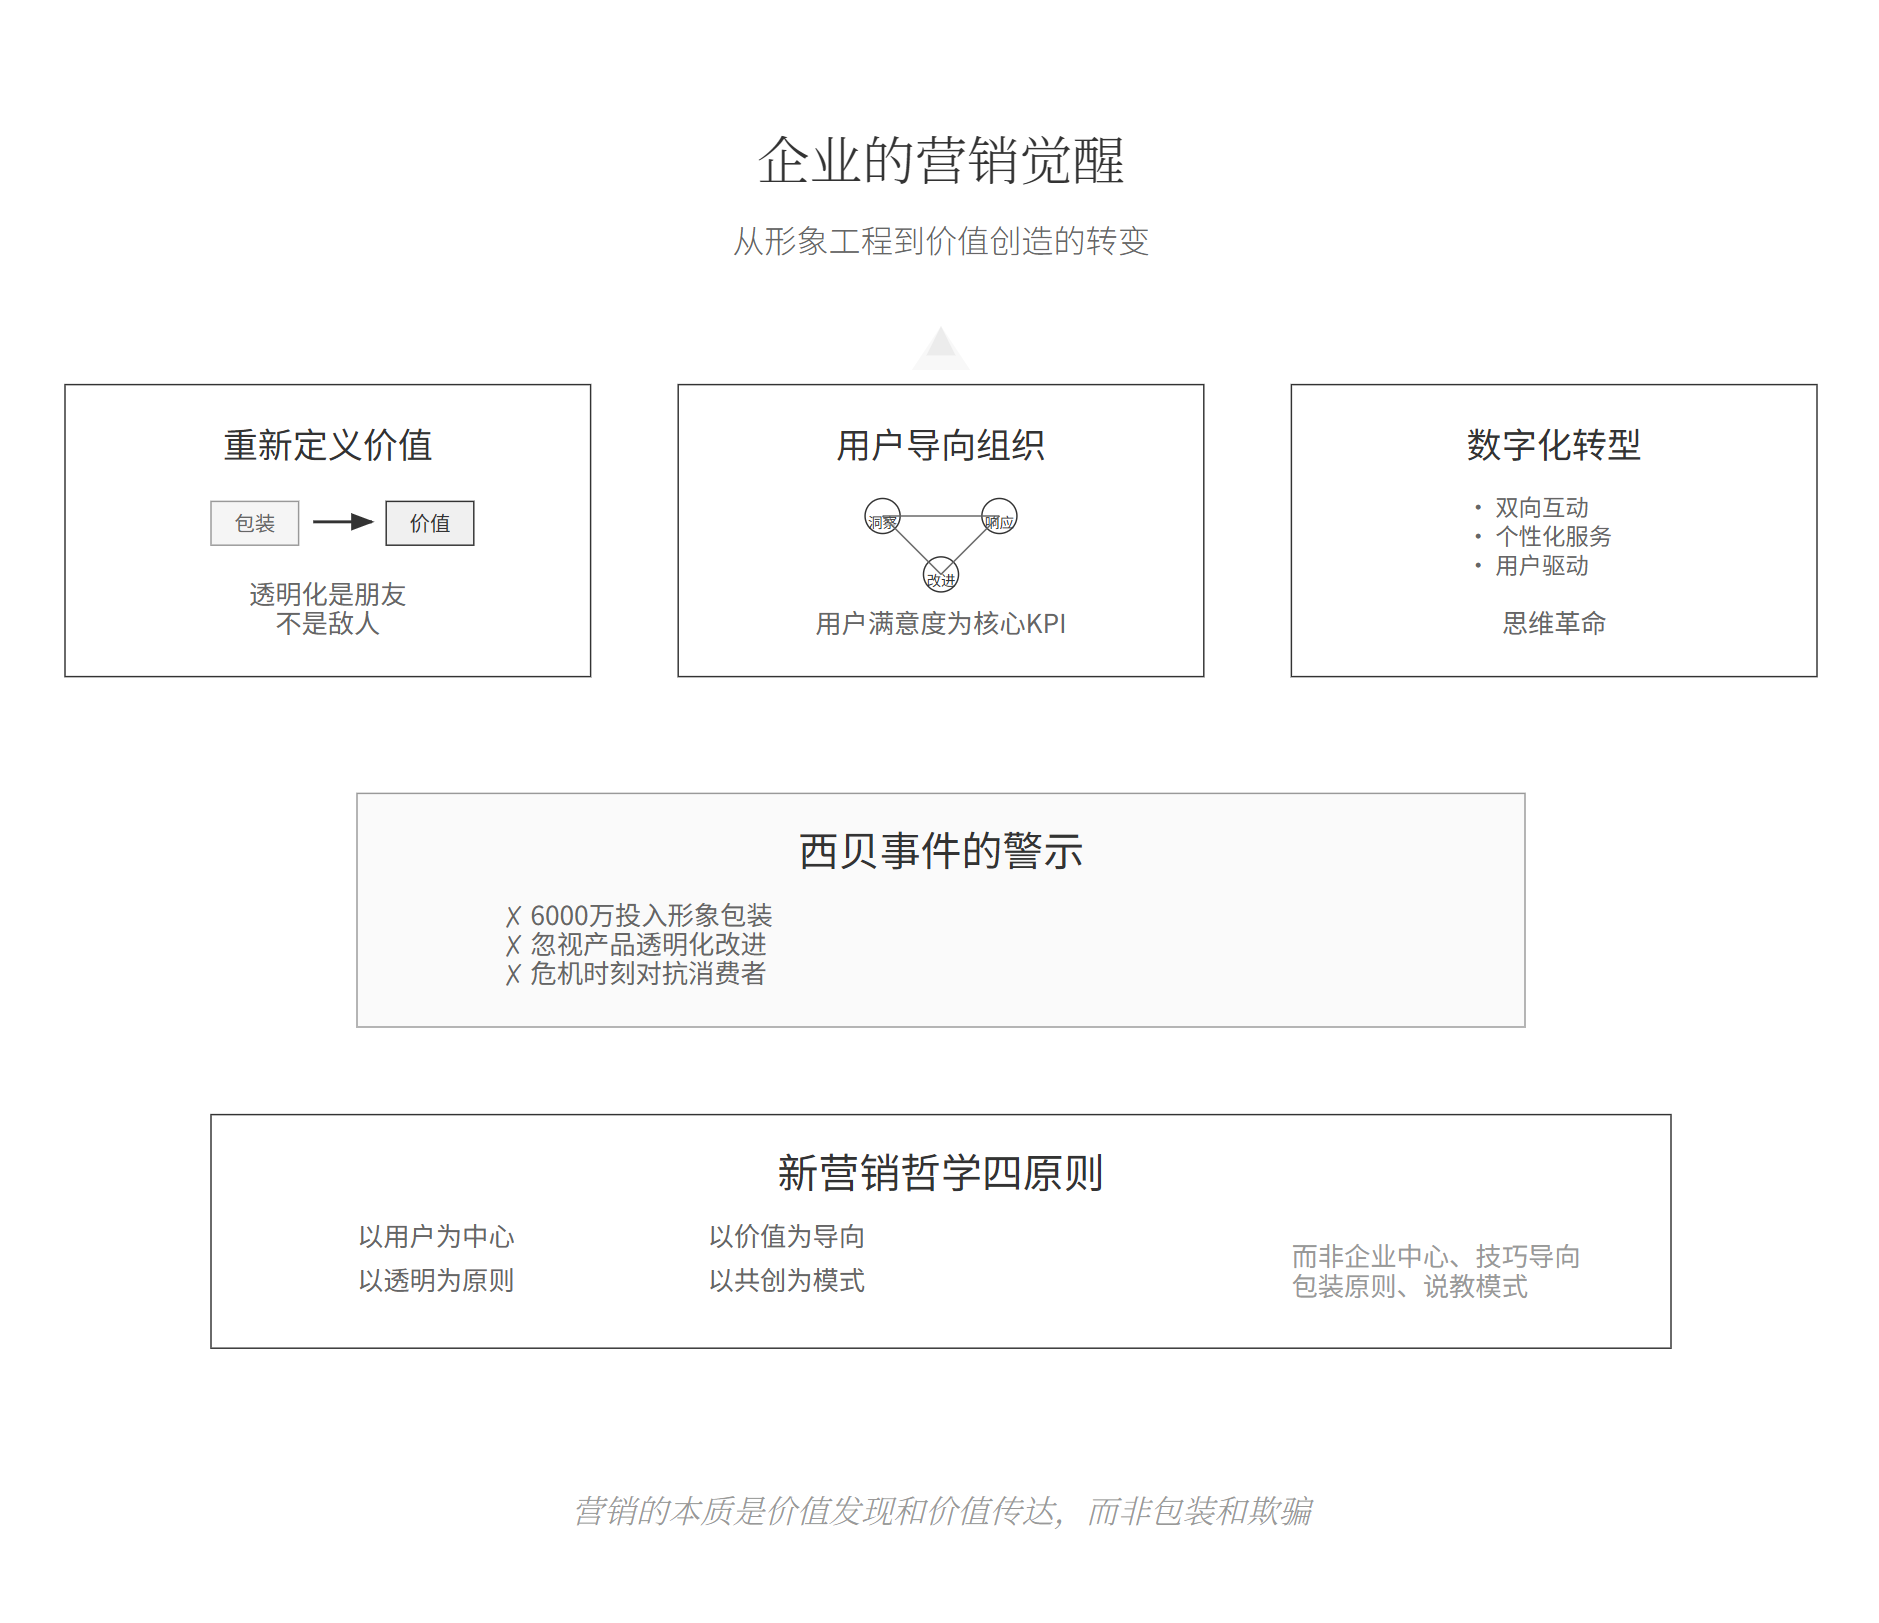 企业的营销觉醒
从形象工程到价值创造的转变
重新定义价值
包装
价值
透明化是朋友
不是敌人
用户导向组织
洞察
响应
改进
用户满意度为核心KPI
数字化转型
• 双向互动
• 个性化服务
• 用户驱动
思维革命
西贝事件的警示
✗ 6000万投入形象包装
✗ 忽视产品透明化改进
✗ 危机时刻对抗消费者
新营销哲学四原则
以用户为中心
以价值为导向
以透明为原则
以共创为模式
而非企业中心、技巧导向
包装原则、说教模式
营销的本质是价值发现和价值传达，而非包装和欺骗